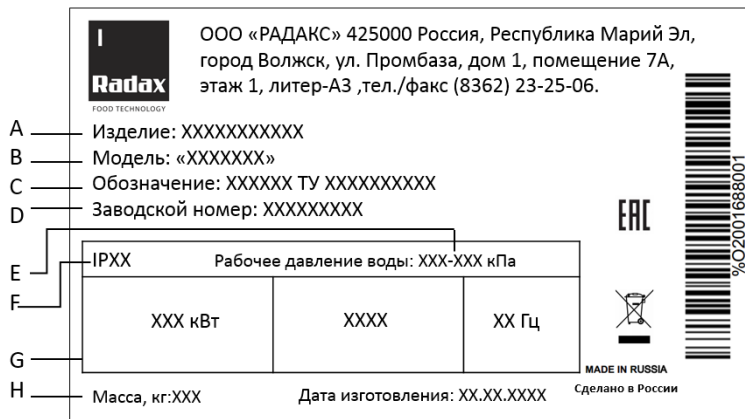 I
Radax
FOOD TECHNOLOGY
ООО «РАДАКС» 425000 Россия, Республика Марий Эл,
город Волжск, ул. Промбаза, дом 1, помещение 7А,
этаж 1, литер-А3 ,тел./факс (8362) 23-25-06.
A
Изделие: XXXXXXXXXXX
B
Модель: «XXXXXXX»
C
Обозначение: XXXXXX ТУ XXXXXXXXXX
D
Заводской номер: XXXXXXXXX
E
F
IPXX
Рабочее давление воды: XXX-XXX кПа
XXX кВт
XXXX
XX Гц
G
H
Масса, кг:XXX
Дата изготовления: XX.XX.XXXX
EAC
MADE IN RUSSIA
Сделано в России
%O2001688001